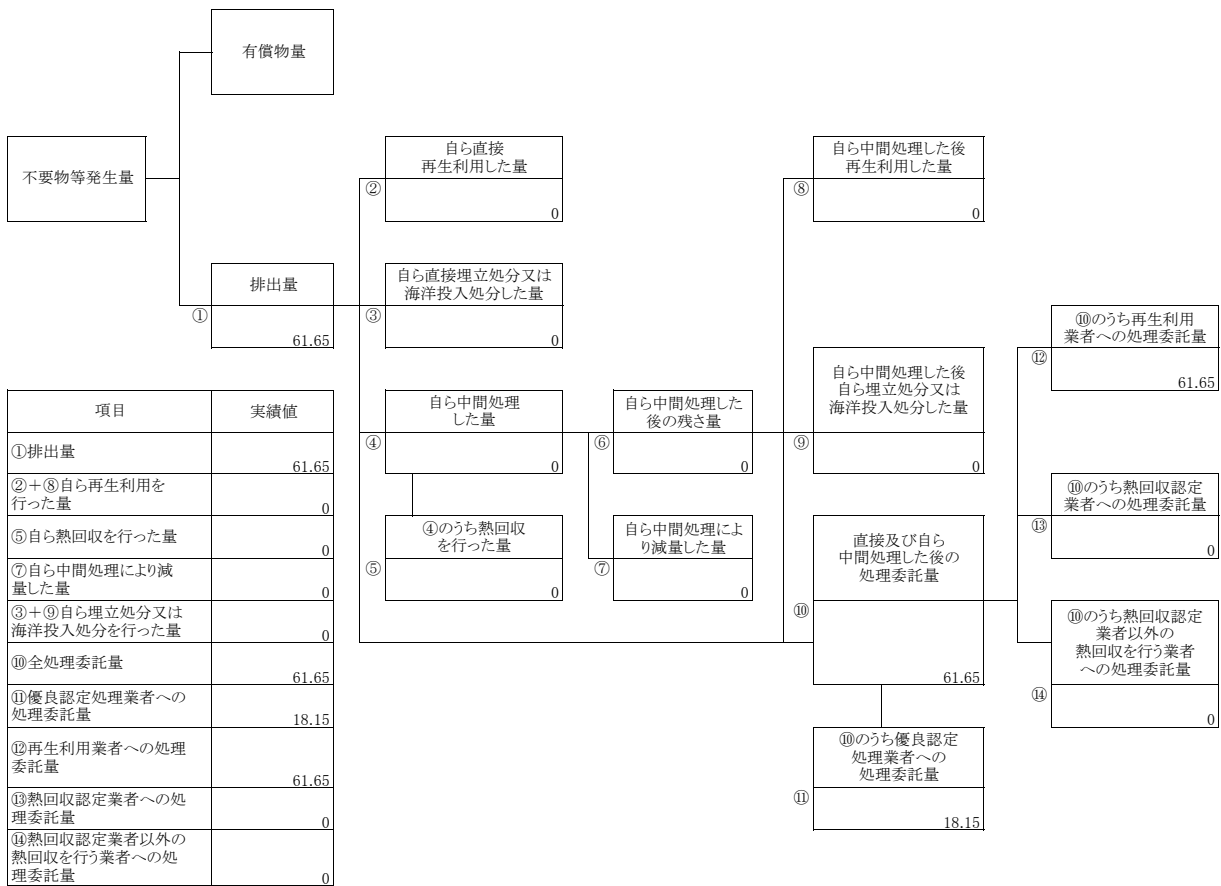 有償物量
不要物等発生量
自ら直接
再生利用した量
②
0
自ら中間処理した後
再生利用した量
⑧
0
排出量
①
61.65
自ら直接埋立処分又は
海洋投入処分した量
③
0
⑩のうち再生利用
業者への処理委託量
⑫
61.65
自ら中間処理
した量
④
0
自ら中間処理した
後の残さ量
⑥
0
自ら中間処理した後
自ら埋立処分又は
海洋投入処分した量
⑨
0
⑩のうち熱回収認定
業者への処理委託量
⑬
0
④のうち熱回収
を行った量
⑤
0
自ら中間処理によ
り減量した量
⑦
0
直接及び自ら
中間処理した後の
処理委託量
⑩
61.65
⑩のうち熱回収認定
業者以外の
熱回収を行う業者
への処理委託量
⑭
0
⑩のうち優良認定
処理業者への
処理委託量
⑪
18.15
項目 実績値
①排出量
61.65
②+⑧自ら再生利用を
行った量
0
⑤自ら熱回収を行った量
0
⑦自ら中間処理により減
量した量
0
③+⑨自ら埋立処分又は
海洋投入処分を行った量
0
⑩全処理委託量
61.65
⑪優良認定処理業者への
処理委託量
18.15
⑫再生利用業者への処理
委託量
61.65
⑬熱回収認定業者への処
理委託量
0
⑭熱回収認定業者以外の
熱回収を行う業者への処
理委託量
0